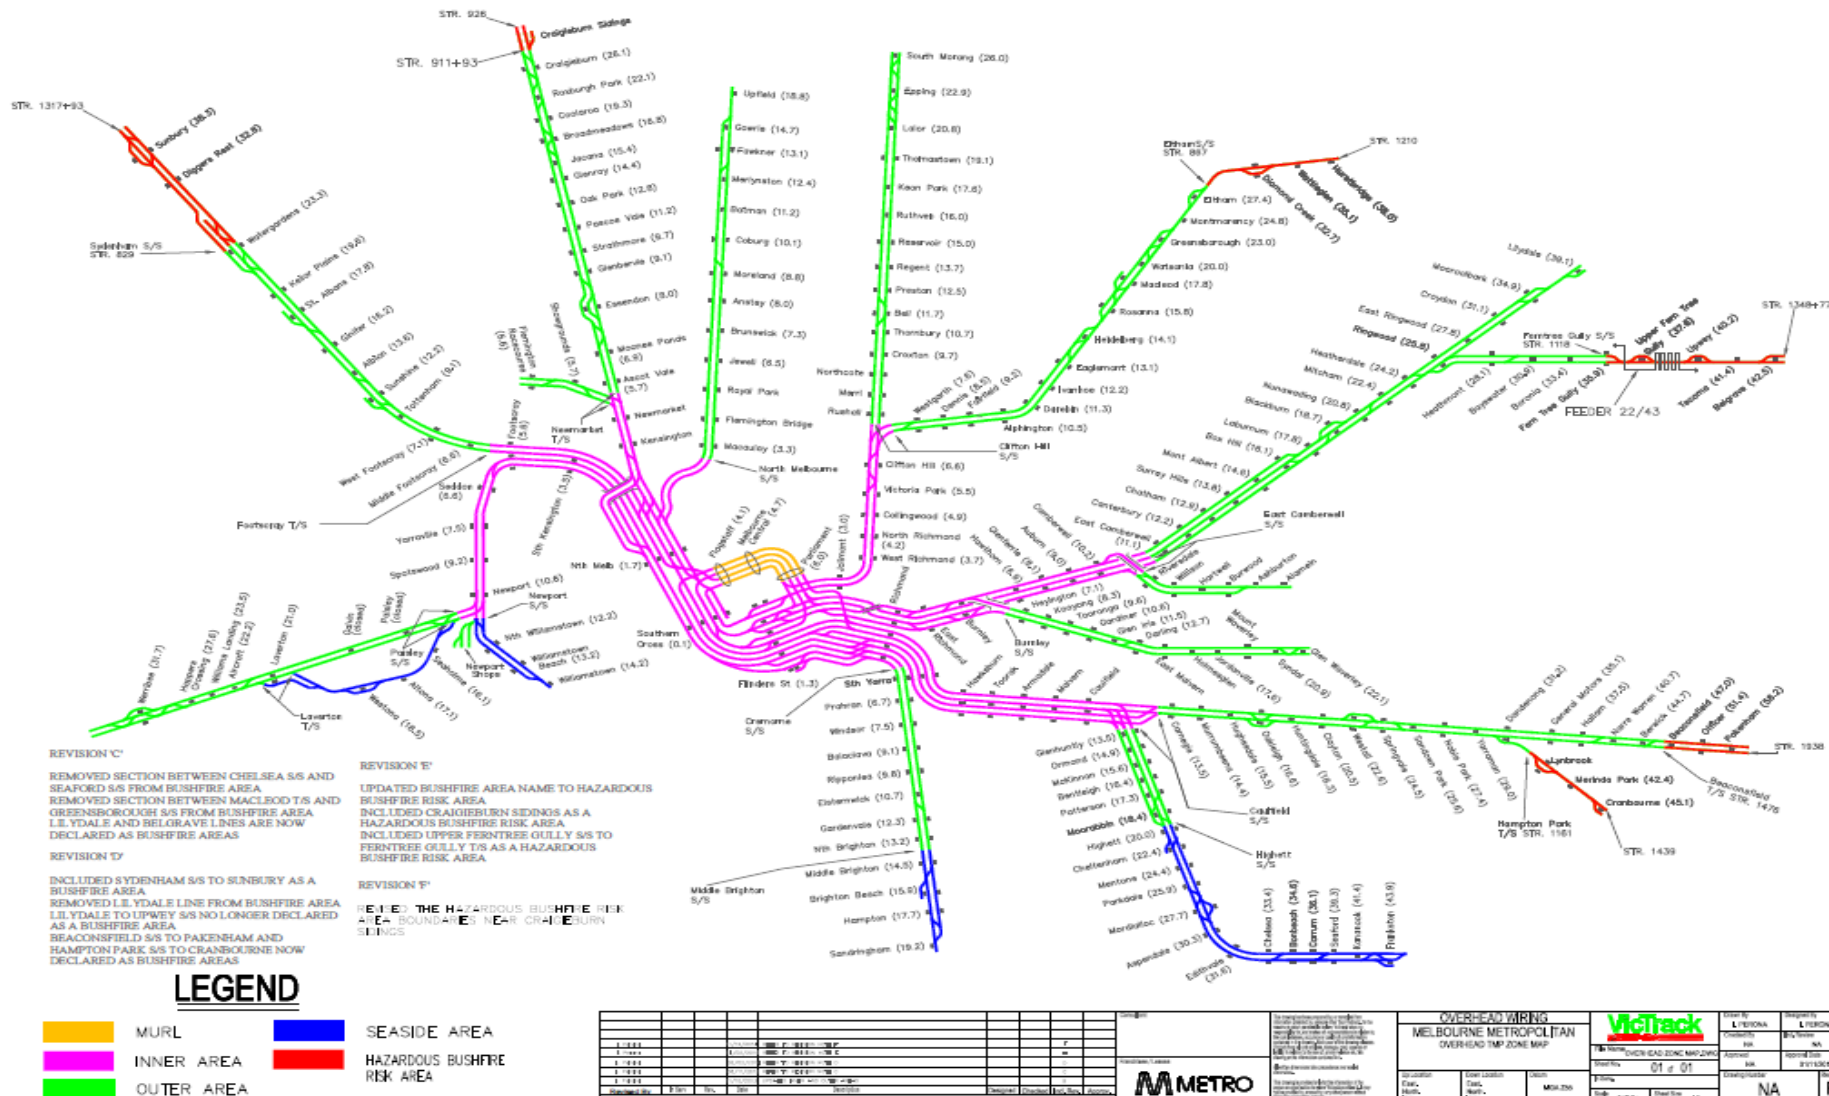 STR. 926
Craigieburn Sidings
STR. 911+93
Craigieburn (26.1)
Roxburgh Park (22.1)
Coolaroo (19.3)
Broadmeadows (16.8)
Jacana (15.4)
Glenroy (14.4)
Oak Park (12.8)
Pascoe Vale (11.2)
Strathmore (9.7)
Glenbervie (9.1)
Essendon (8.0)
Moonee Ponds (6.9)
Ascot Vale (5.7)
Newmarket
Kensington
Showgrounds (5.7)
Flemington Racecourse (6.6)
Newmarket T/S
STR. 1317+93
Sunbury (38.3)
Diggers Rest (32.8)
Watergardens (23.3)
Sydenham S/S
STR. 829
Keilor Plains (19.6)
St. Albans (17.8)
Ginifer (16.2)
Albion (13.6)
Sunshine (12.2)
Tottenham (9.1)
West Footscray (7.1)
Middle Footscray (6.6)
Footscray (5.6)
Footscray T/S
Seddon (6.6)
Yarraville (7.5)
Spotswood (9.2)
Sth Kensington (3.5)
Nth Melb (1.7)
Newport (10.6)
Newport S/S
Nth Williamstown (12.2)
Williamstown Beach (13.2)
Williamstown (14.2)
Newport Shops
Paisley S/S
Paisley (closed)
Galvin (closed)
Laverton (21.0)
Aircraft (22.2)
Williams Landing (23.5)
Hoppers Crossing (27.6)
Werribee (31.7)
Seaholme (16.1)
Altona (17.1)
Westona (18.5)
Laverton T/S
Upfield (18.8)
Gowrie (14.7)
Fawkner (13.1)
Merlynston (12.4)
Batman (11.2)
Coburg (10.1)
Moreland (8.8)
Anstey (8.0)
Brunswick (7.3)
Jewell (6.5)
Royal Park
Flemington Bridge
Macaulay (3.3)
North Melbourne S/S
Flagstaff (4.1)
Melbourne Central (4.7)
Parliament (6.0)
Southern Cross (0.1)
Flinders St (1.3)
Jolimont (3.0)
South Morang (26.0)
Epping (22.9)
Lalor (20.8)
Thomastown (19.1)
Keon Park (17.6)
Ruthven (16.0)
Reservoir (15.0)
Regent (13.7)
Preston (12.5)
Bell (11.7)
Thornbury (10.7)
Croxton (9.7)
Northcote
Merri
Rushall
Clifton Hill (6.6)
Victoria Park (5.5)
Collingwood (4.9)
North Richmond (4.2)
West Richmond (3.7)
Clifton Hill S/S
Westgarth (7.6)
Dennis (8.5)
Fairfield (9.2)
Alphington (10.5)
Darebin (11.3)
Ivanhoe (12.2)
Eaglemont (13.1)
Heidelberg (14.1)
Rosanna (15.8)
Macleod (17.8)
Watsonia (20.0)
Greensborough (23.0)
Montmorency (24.8)
Eltham (27.4)
Eltham S/S
STR. 887
Diamond Creek (32.7)
Wattleglen (35.1)
Hurstbridge (38.0)
STR. 1210
Lilydale (39.1)
Mooroolbark (34.9)
Croydon (31.1)
East Ringwood (27.8)
Ringwood (25.8)
Heatherdale (24.2)
Mitcham (22.4)
Nunawading (20.8)
Blackburn (18.7)
Laburnum (17.8)
Box Hill (16.1)
Mont Albert (14.8)
Surrey Hills (13.8)
Chatham (12.9)
Canterbury (12.2)
East Camberwell (11.1)
Camberwell (10.2)
Auburn (9.0)
Glenferrie (8.1)
Hawthorn (6.9)
East Camberwell S/S
Heathmont (28.1)
Bayswater (30.9)
Boronia (33.4)
Fern Tree Gully (35.9)
Ferntree Gully S/S
STR. 1118
Upper Fern Tree Gully (37.6)
Upwey (40.2)
Tecoma (41.4)
Belgrave (42.5)
STR. 1348+77
FEEDER 22/43
Riversdale
Willison
Hartwell
Burwood
Ashburton
Alamein
Richmond
East Richmond
Burnley
Burnley S/S
Heyington (7.1)
Kooyong (8.3)
Tooronga (9.6)
Gardiner (10.6)
Glen Iris (11.5)
Darling (12.7)
East Malvern
Holmesglen
Jordanville (17.6)
Mount Waverley
Syndal (20.9)
Glen Waverley (22.1)
Sth Yarra
Cremorne S/S
Hawksburn
Toorak
Armadale
Malvern
Caulfield
Caulfield S/S
Prahran (6.7)
Windsor (7.5)
Balaclava (9.1)
Ripponlea (9.8)
Elsternwick (10.7)
Gardenvale (12.3)
Nth Brighton (13.2)
Middle Brighton (14.5)
Middle Brighton S/S
Brighton Beach (15.9)
Hampton (17.7)
Sandringham (19.2)
Glenhuntly (13.5)
Ormond (14.9)
McKinnon (15.6)
Bentleigh (16.4)
Patterson (17.3)
Moorabbin (18.4)
Highett (20.0)
Highett S/S
Cheltenham (22.4)
Mentone (24.4)
Parkdale (25.9)
Mordialloc (27.7)
Aspendale (30.3)
Edithvale (31.6)
Chelsea (33.4)
Bonbeach (34.6)
Carrum (36.1)
Seaford (39.3)
Kananook (41.4)
Frankston (43.9)
Carnegie (13.5)
Murrumbeena (14.4)
Hughesdale (15.5)
Oakleigh (16.6)
Huntingdale (18.3)
Clayton (20.5)
Westall (22.6)
Springvale (24.5)
Sandown Park (25.6)
Noble Park (27.4)
Yarraman (29.0)
Dandenong (31.2)
General Motors (35.1)
Hallam (37.5)
Narre Warren (40.7)
Berwick (44.7)
Beaconsfield (47.0)
Officer (51.4)
Pakenham (58.2)
STR. 1938
Beaconsfield T/S STR. 1476
Lynbrook
Merinda Park (42.4)
Cranbourne (45.1)
Hampton Park
T/S STR. 1161
STR. 1439
REVISION 'C'
REMOVED SECTION BETWEEN CHELSEA S/S AND
SEAFORD S/S FROM BUSHFIRE AREA
REMOVED SECTION BETWEEN MACLEOD T/S AND
GREENSBOROUGH S/S FROM BUSHFIRE AREA
LILYDALE AND BELGRAVE LINES ARE NOW
DECLARED AS BUSHFIRE AREAS
REVISION 'D'
INCLUDED SYDENHAM S/S TO SUNBURY AS A
BUSHFIRE AREA
REMOVED LILYDALE LINE FROM BUSHFIRE AREA
LILYDALE TO UPWEY S/S NO LONGER DECLARED
AS A BUSHFIRE AREA
BEACONSFIELD S/S TO PAKENHAM AND
HAMPTON PARK S/S TO CRANBOURNE NOW
DECLARED AS BUSHFIRE AREAS
REVISION 'E'
UPDATED BUSHFIRE AREA NAME TO HAZARDOUS
BUSHFIRE RISK AREA
INCLUDED CRAIGIEBURN SIDINGS AS A
HAZARDOUS BUSHFIRE RISK AREA
INCLUDED UPPER FERNTREE GULLY S/S TO
FERNTREE GULLY T/S AS A HAZARDOUS
BUSHFIRE RISK AREA
REVISION 'F'
REVISED THE HAZARDOUS BUSHFIRE RISK
AREA BOUNDARIES NEAR CRAIGIEBURN
SIDINGS
LEGEND
MURL
INNER AREA
OUTER AREA
SEASIDE AREA
HAZARDOUS BUSHFIRE
RISK AREA
METRO
OVERHEAD WIRING
MELBOURNE METROPOLITAN
OVERHEAD TMP ZONE MAP
VicTrack
01 of 01
NA